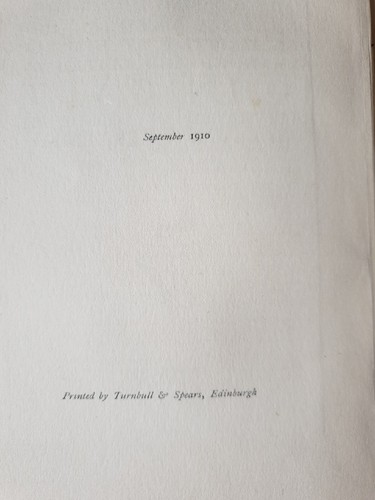 September 1910
Printed by Turnbull & Spears, Edinburgh